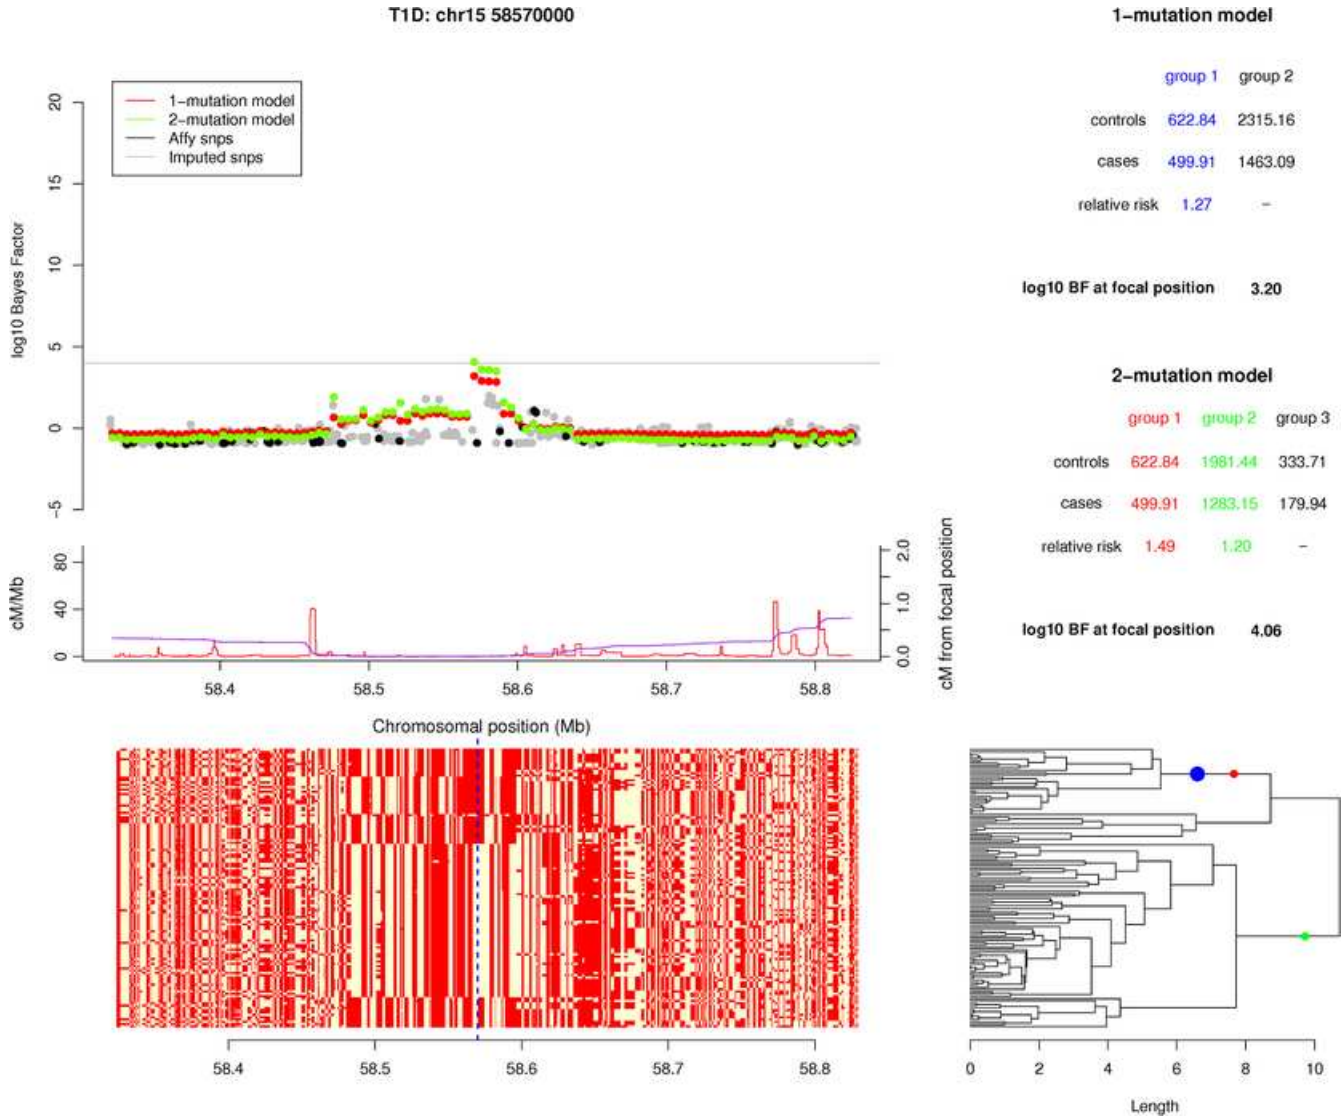 T1D: chr15 58570000
1−mutation model
2−mutation model
Affy snps
Imputed snps
log10 Bayes Factor
20
15
10
5
0
−5
cM/Mb
80
40
0
2.0
1.0
0.0
cM from focal position
58.4 58.5 58.6 58.7 58.8
Chromosomal position (Mb)
58.4 58.5 58.6 58.7 58.8
1−mutation model
group 1 group 2
controls 622.84 2315.16
cases 499.91 1463.09
relative risk 1.27 −
log10 BF at focal position 3.20
2−mutation model
group 1 group 2 group 3
controls 622.84 1981.44 333.71
cases 499.91 1283.15 179.94
relative risk 1.49 1.20 −
log10 BF at focal position 4.06
0 2 4 6 8 10
Length